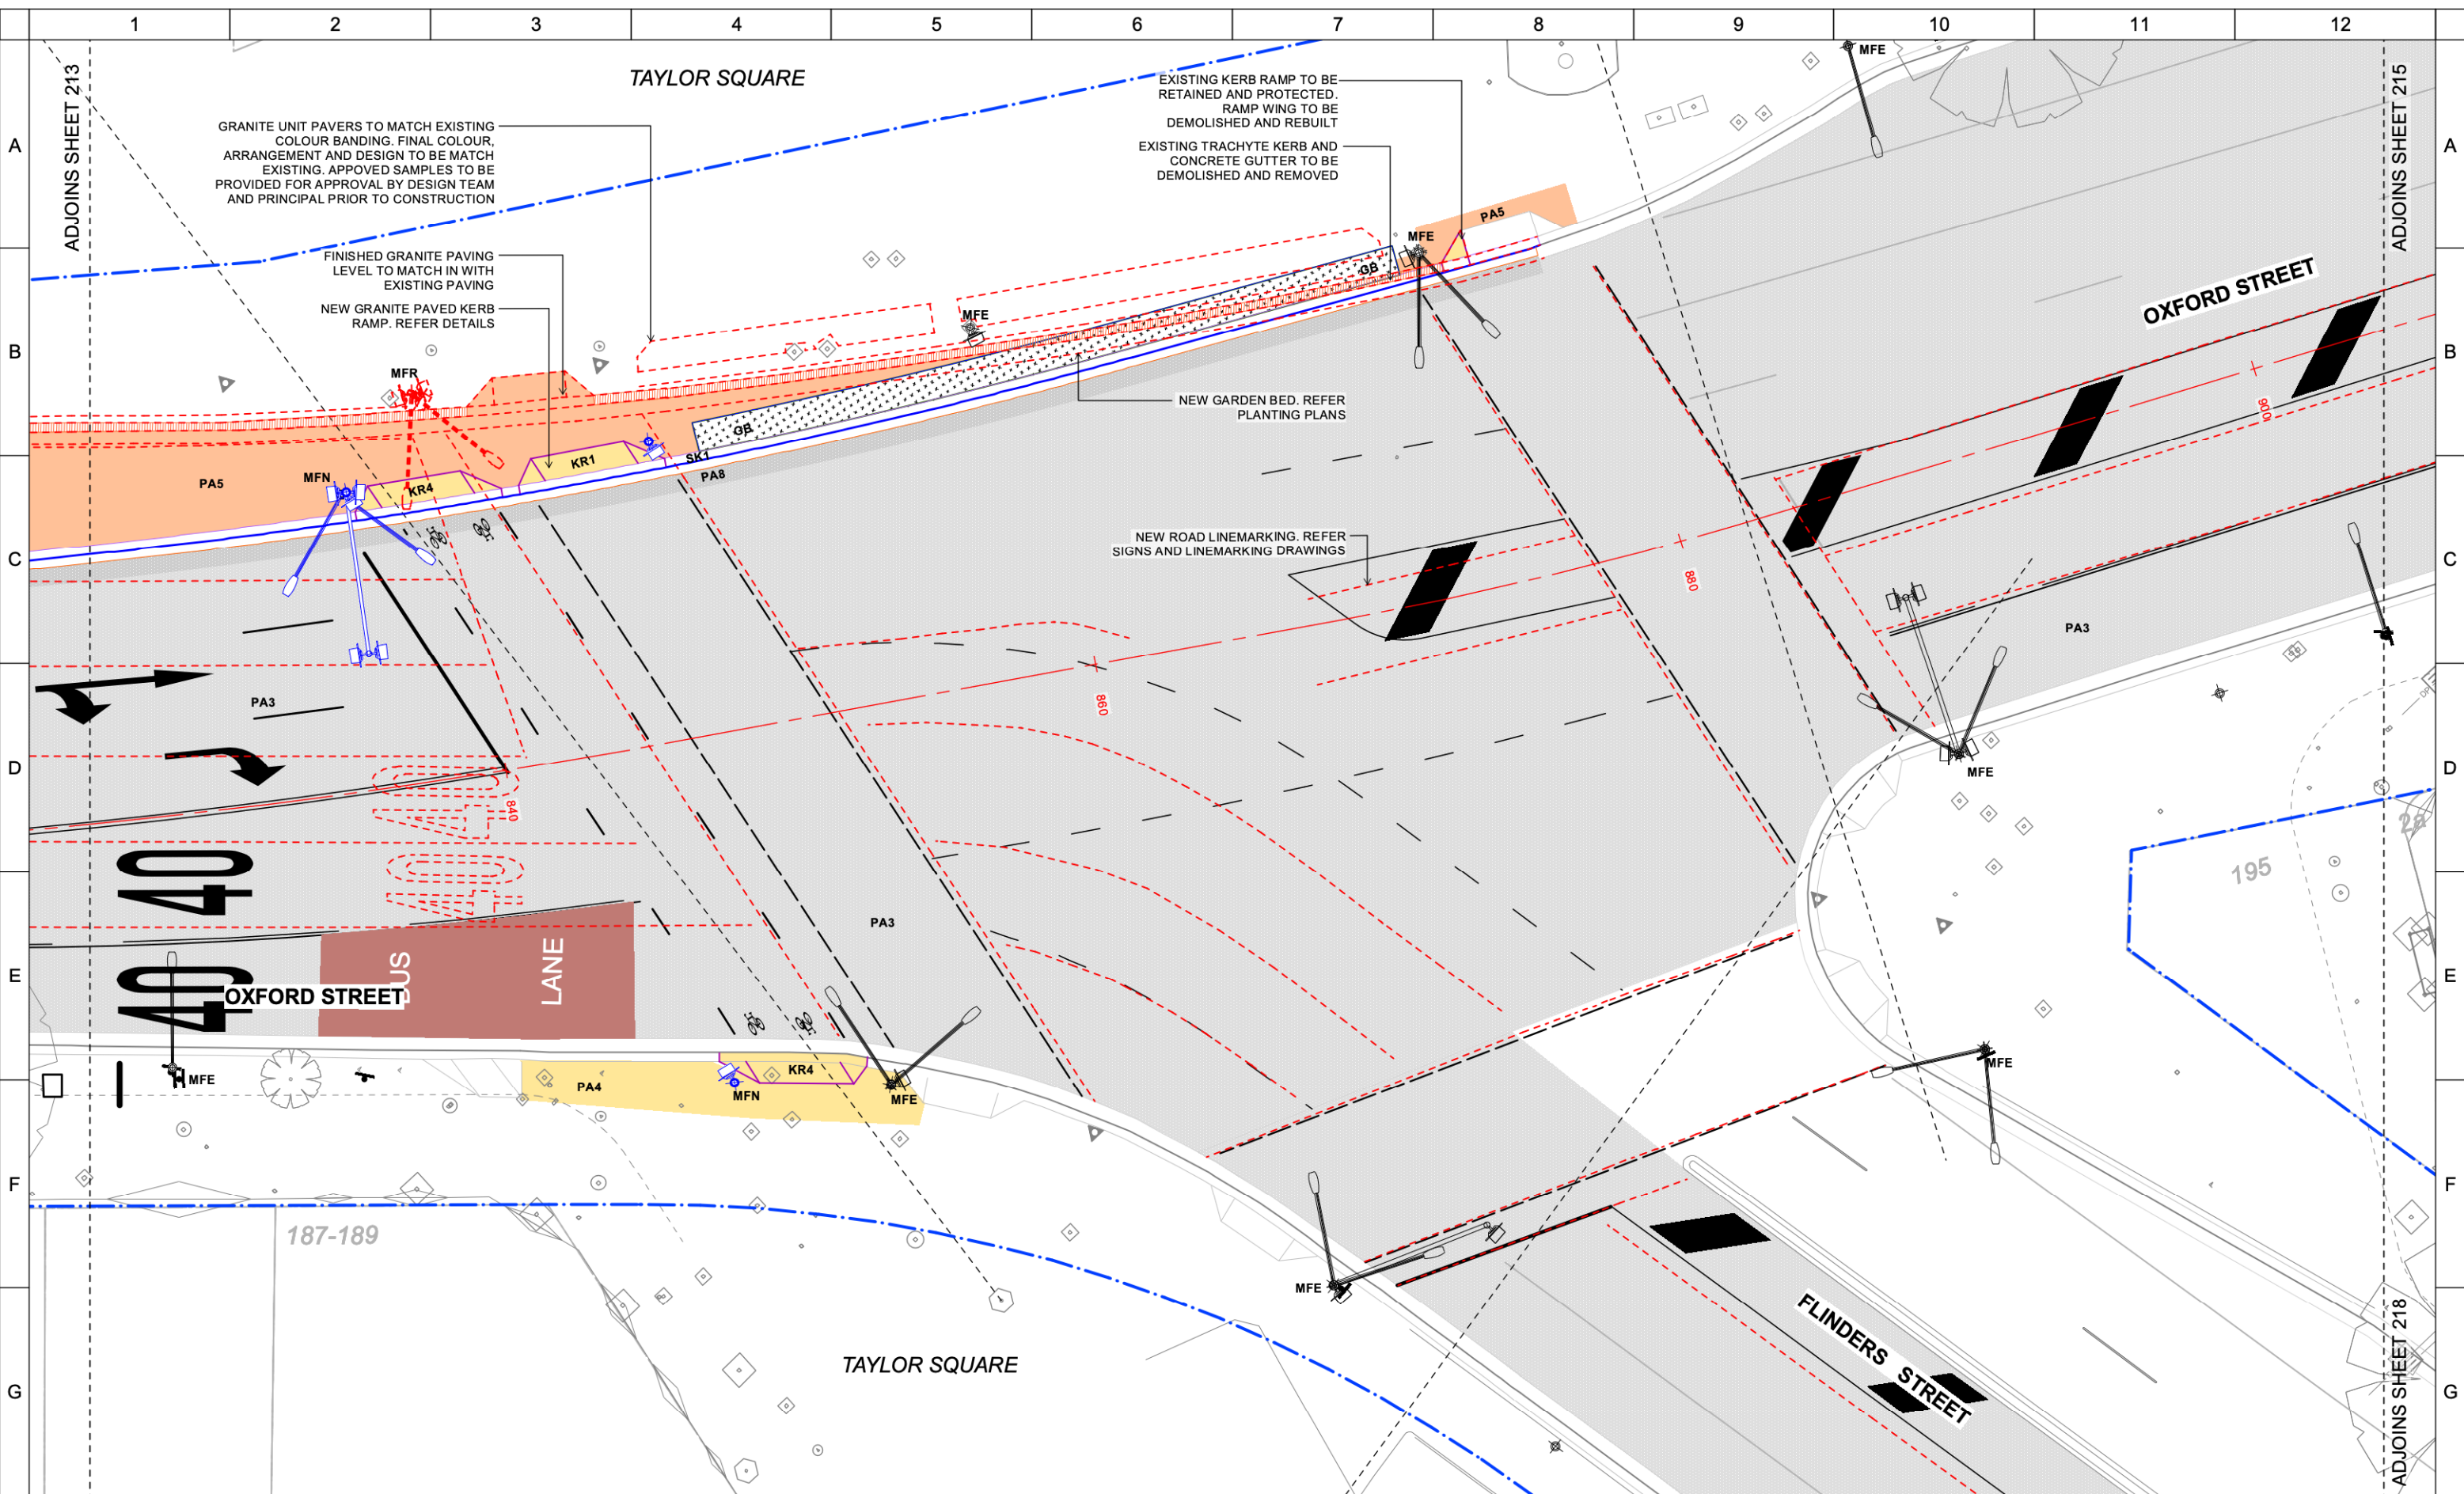 1 2 3 4 5 6 7 8 9 10 11 12
A
B
C
D
E
F
G
A
B
C
D
E
F
G
ADJOINS SHEET 213
ADJOINS SHEET 215
ADJOINS SHEET 218
TAYLOR SQUARE
GRANITE UNIT PAVERS TO MATCH EXISTING
COLOUR BANDING. FINAL COLOUR,
ARRANGEMENT AND DESIGN TO BE MATCH
EXISTING. APPOVED SAMPLES TO BE
PROVIDED FOR APPROVAL BY DESIGN TEAM
AND PRINCIPAL PRIOR TO CONSTRUCTION
FINISHED GRANITE PAVING
LEVEL TO MATCH IN WITH
EXISTING PAVING
NEW GRANITE PAVED KERB
RAMP. REFER DETAILS
EXISTING KERB RAMP TO BE
RETAINED AND PROTECTED.
RAMP WING TO BE
DEMOLISHED AND REBUILT
EXISTING TRACHYTE KERB AND
CONCRETE GUTTER TO BE
DEMOLISHED AND REMOVED
MFE
PA5
MFE
GB
MFE
MFR
OXFORD STREET
NEW GARDEN BED. REFER
PLANTING PLANS
900
GB
SK1
PA8
KR1
KR4
MFN
PA5
NEW ROAD LINEMARKING. REFER
SIGNS AND LINEMARKING DRAWINGS
880
PA3
860
PA3
840
40
40
MFE
2a
195
40
40
PA3
BUS
LANE
OXFORD STREET
MFE
PA4
KR4
MFN
MFE
MFE
187-189
MFE
TAYLOR SQUARE
FLINDERS STREET